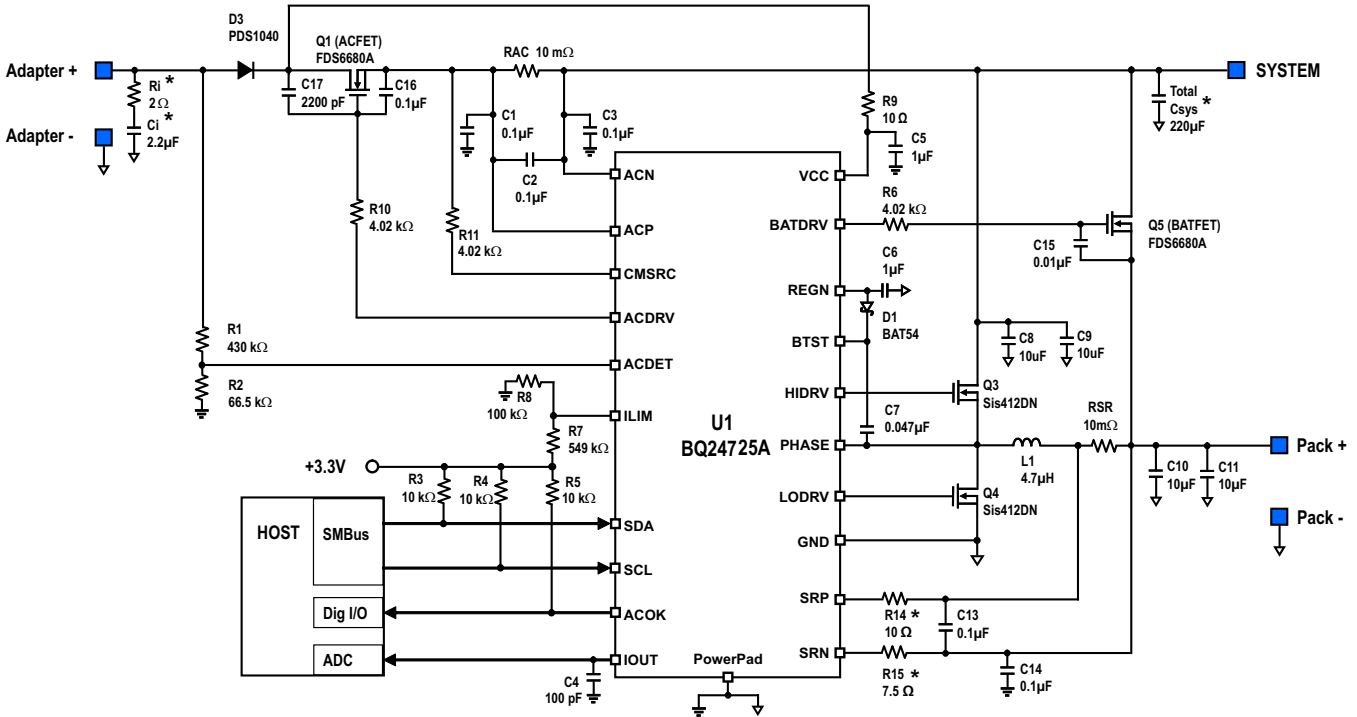 D3
PDS1040
Q1 (ACFET)
FDS6680A
RAC 10 mΩ
Adapter +
SYSTEM
Ri *
2 Ω
Ci *
2.2µF
Adapter -
C17
2200 pF
C16
0.1µF
C1
0.1µF
C3
0.1µF
C2
0.1µF
R9
10 Ω
C5
1µF
Total
Csys *
220µF
R10
4.02 kΩ
R11
4.02 kΩ
R6
4.02 kΩ
Q5 (BATFET)
FDS6680A
C15
0.01µF
C6
1µF
D1
BAT54
R1
430 kΩ
R2
66.5 kΩ
R8
100 kΩ
R7
549 kΩ
C8
10uF
C9
10uF
Q3
Sis412DN
C7
0.047µF
RSR
10mΩ
L1
4.7µH
Q4
Sis412DN
C10
10µF
C11
10µF
Pack +
Pack -
U1
BQ24725A
ACN
ACP
CMSRC
ACDRV
ACDET
ILIM
SDA
SCL
ACOK
IOUT
VCC
BATDRV
REGN
BTST
HIDRV
PHASE
LODRV
GND
SRP
SRN
PowerPad
+3.3V
R3
10 kΩ
R4
10 kΩ
R5
10 kΩ
HOST
SMBus
Dig I/O
ADC
C4
100 pF
R14 *
10 Ω
C13
0.1µF
R15 *
7.5 Ω
C14
0.1µF